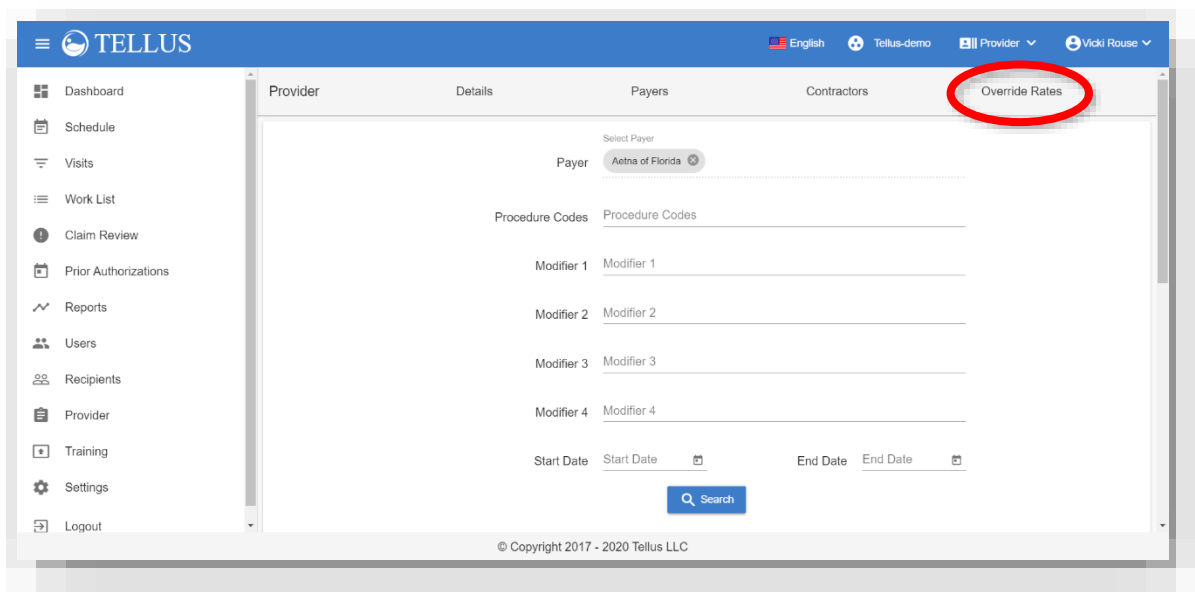 TELLUS
English
Tellus-demo
Provider
Vicki Rouse
Dashboard
Schedule
Visits
Work List
Claim Review
Prior Authorizations
Reports
Users
Recipients
Provider
Training
Settings
Logout
Provider Details Payers Contractors Override Rates
Select Payer
Payer Aetna of Florida
Procedure Codes Procedure Codes
Modifier 1 Modifier 1
Modifier 2 Modifier 2
Modifier 3 Modifier 3
Modifier 4 Modifier 4
Start Date Start Date End Date End Date
Search
© Copyright 2017 - 2020 Tellus LLC